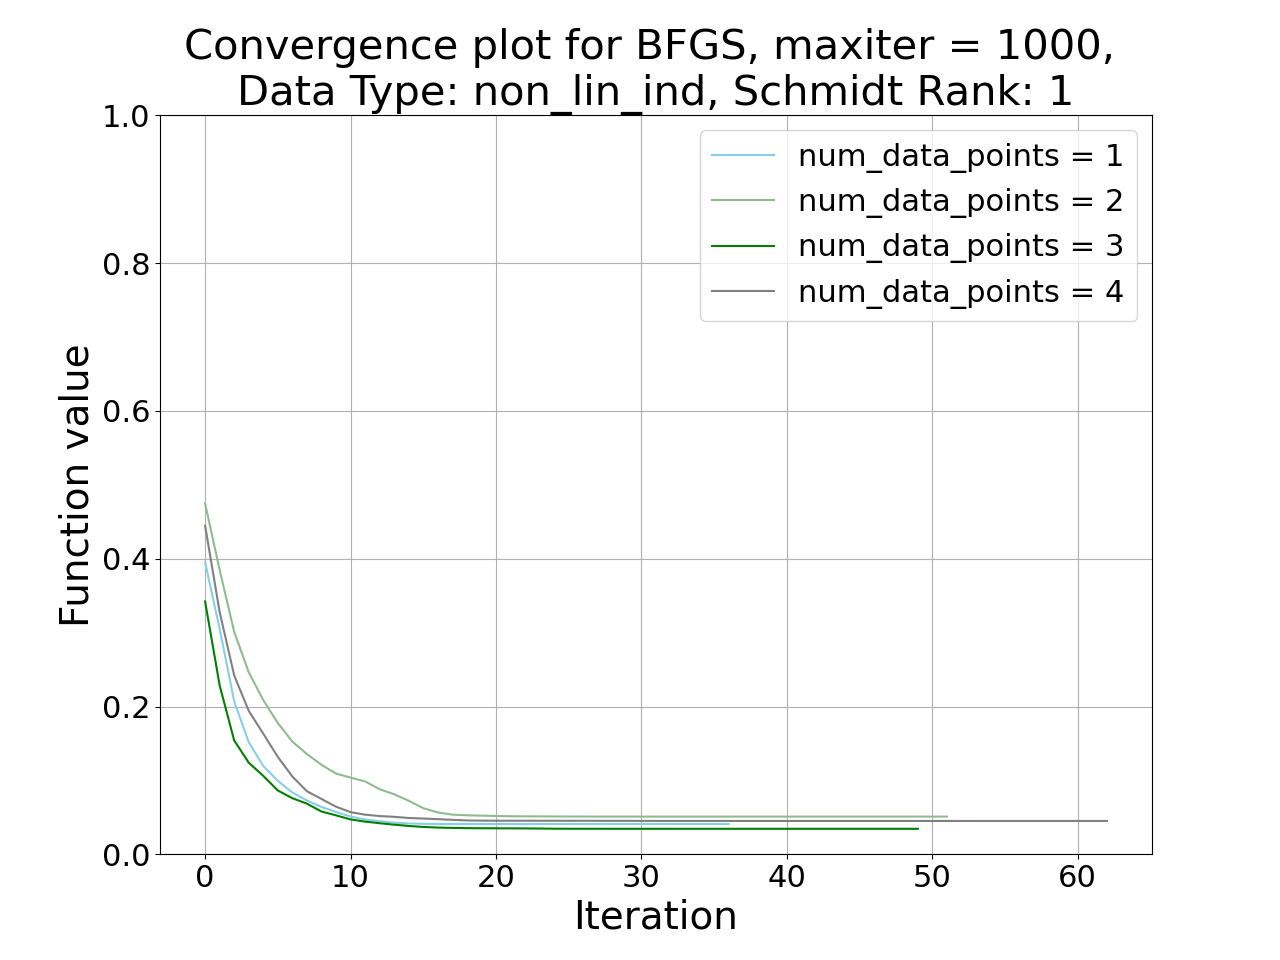 Convergence plot for BFGS, maxiter = 1000,
Data Type: non_lin_ind, Schmidt Rank: 1
1.0
0.8
0.6
0.4
0.2
0.0
Function value
num_data_points = 1
num_data_points = 2
num_data_points = 3
num_data_points = 4
0 10 20 30 40 50 60
Iteration